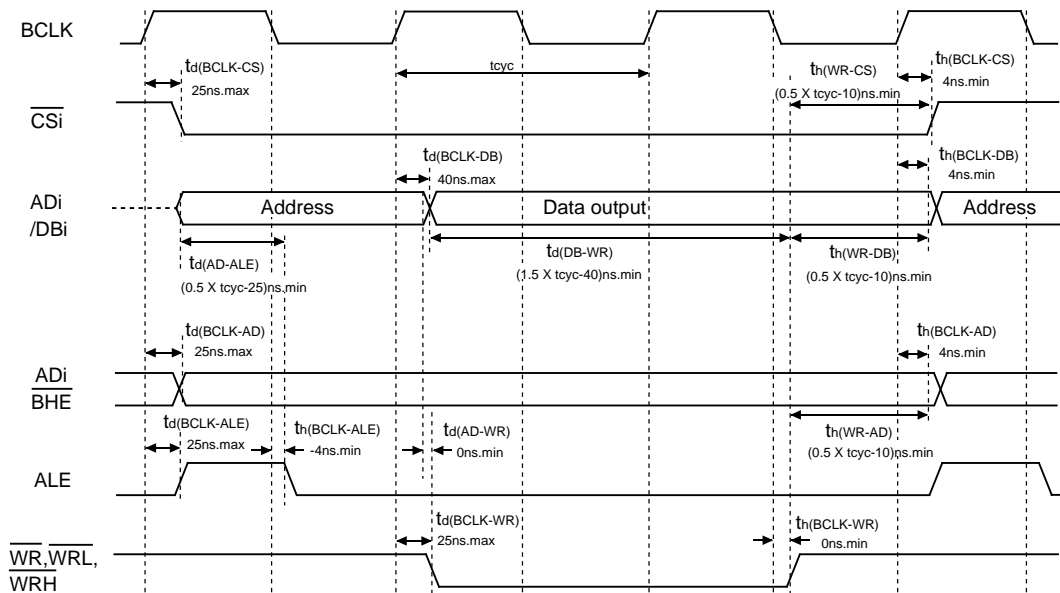 BCLK
td(BCLK-CS)
25ns.max
tcyc
th(WR-CS)
(0.5 X tcyc-10)ns.min
th(BCLK-CS)
4ns.min
CSi
td(BCLK-DB)
40ns.max
th(BCLK-DB)
4ns.min
ADi
/DBi
Address
Data output
Address
td(AD-ALE)
(0.5 X tcyc-25)ns.min
td(DB-WR)
(1.5 X tcyc-40)ns.min
th(WR-DB)
(0.5 X tcyc-10)ns.min
td(BCLK-AD)
25ns.max
th(BCLK-AD)
4ns.min
ADi
BHE
td(BCLK-ALE)
25ns.max
th(BCLK-ALE)
-4ns.min
td(AD-WR)
0ns.min
th(WR-AD)
(0.5 X tcyc-10)ns.min
ALE
td(BCLK-WR)
25ns.max
th(BCLK-WR)
0ns.min
WR,WRL,
WRH